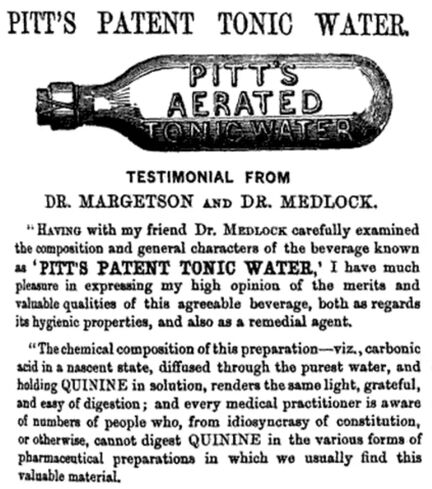 PITT'S PATENT TONIC WATER.
PITT'S
AERATED
TONIC WATER
TESTIMONIAL FROM
DR. MARGETSON AND DR. MEDLOCK.
"HAVING with my friend Dr. MEDLOCK carefully examined
the composition and general characters of the beverage known
as 'PITT'S PATENT TONIC WATER,' I have much
pleasure in expressing my high opinion of the merits and
valuable qualities of this agreeable beverage, both as regards
its hygienic properties, and also as a remedial agent.
"The chemical composition of this preparation—viz., carbonic
acid in a nascent state, diffused through the purest water, and
holding QUININE in solution, renders the same light, grateful,
and easy of digestion; and every medical practitioner is aware
of numbers of people who, from idiosyncrasy of constitution,
or otherwise, cannot digest QUININE in the various forms of
pharmaceutical preparations in which we usually find this
valuable material.